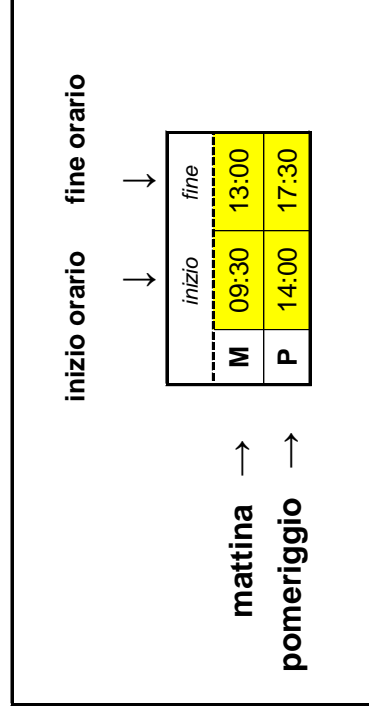 inizio orario fine orario
↓ ↓
inizio fine
mattina → M 09:30 13:00
pomeriggio → P 14:00 17:30